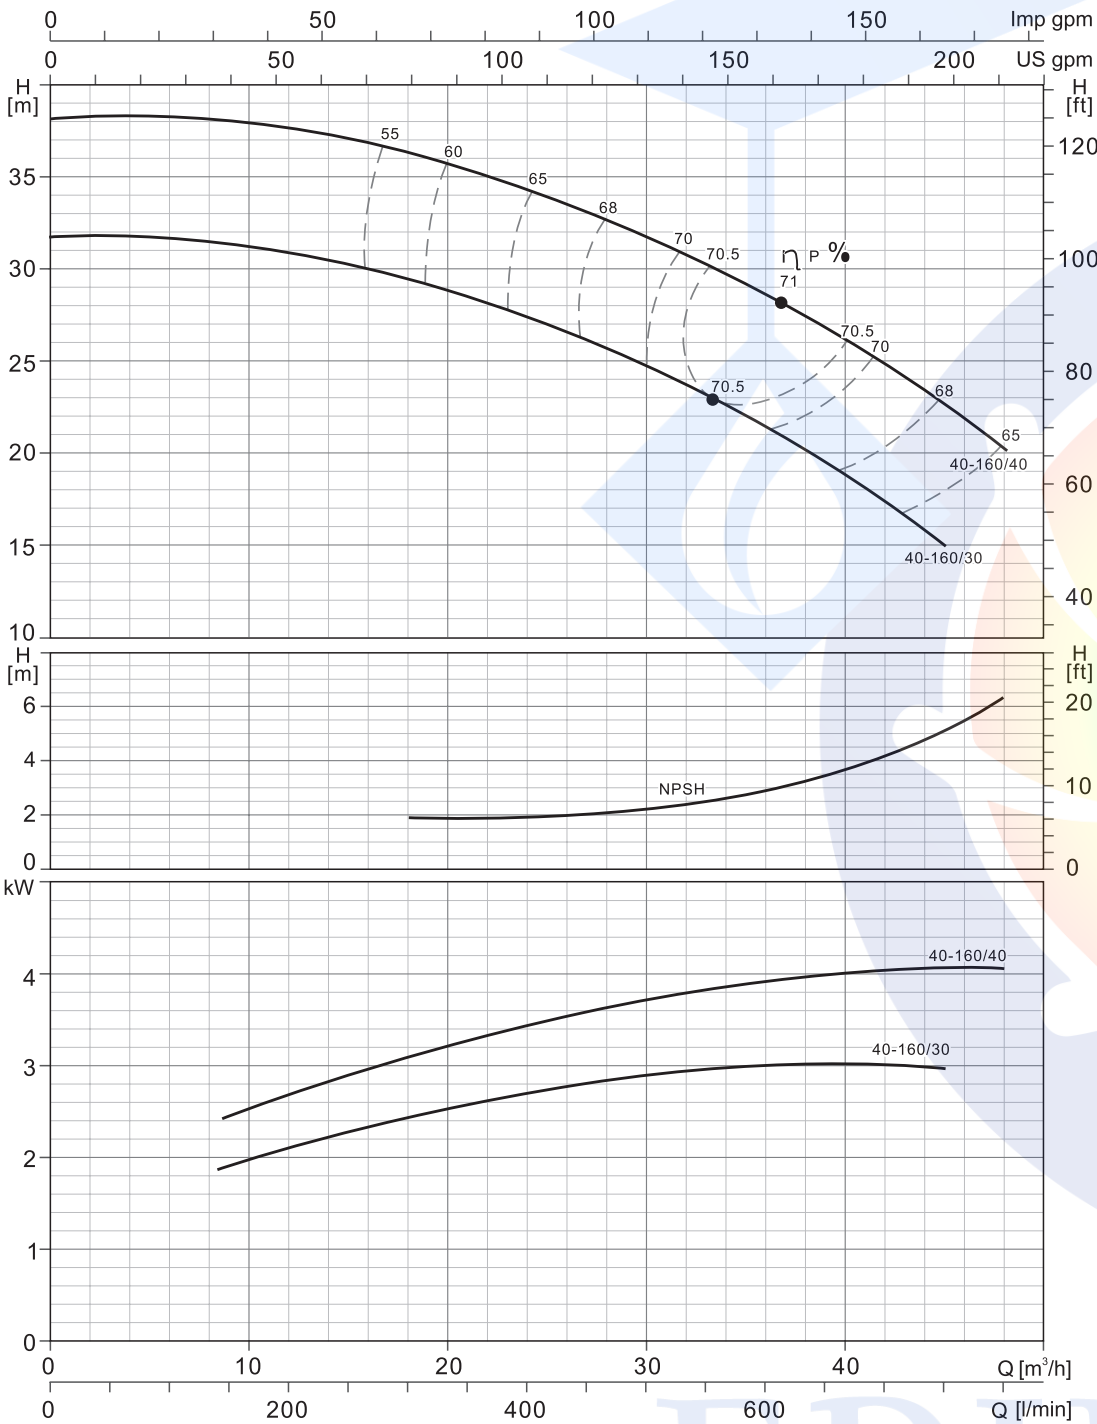 0 50 100 150 Imp gpm
0 50 100 150 200 US gpm
H
[m]
H
[ft]
55
60
65
68
70
70.5
η P %
71
70.5
70
68
65
70.5
40-160/40
40-160/30
35
30
25
20
15
10
120
100
80
60
40
H
[m]
H
[ft]
6
4
2
0
20
10
0
NPSH
kW
4
3
2
1
0
40-160/40
40-160/30
0 10 20 30 40 Q [m³/h]
0 200 400 600 Q [l/min]